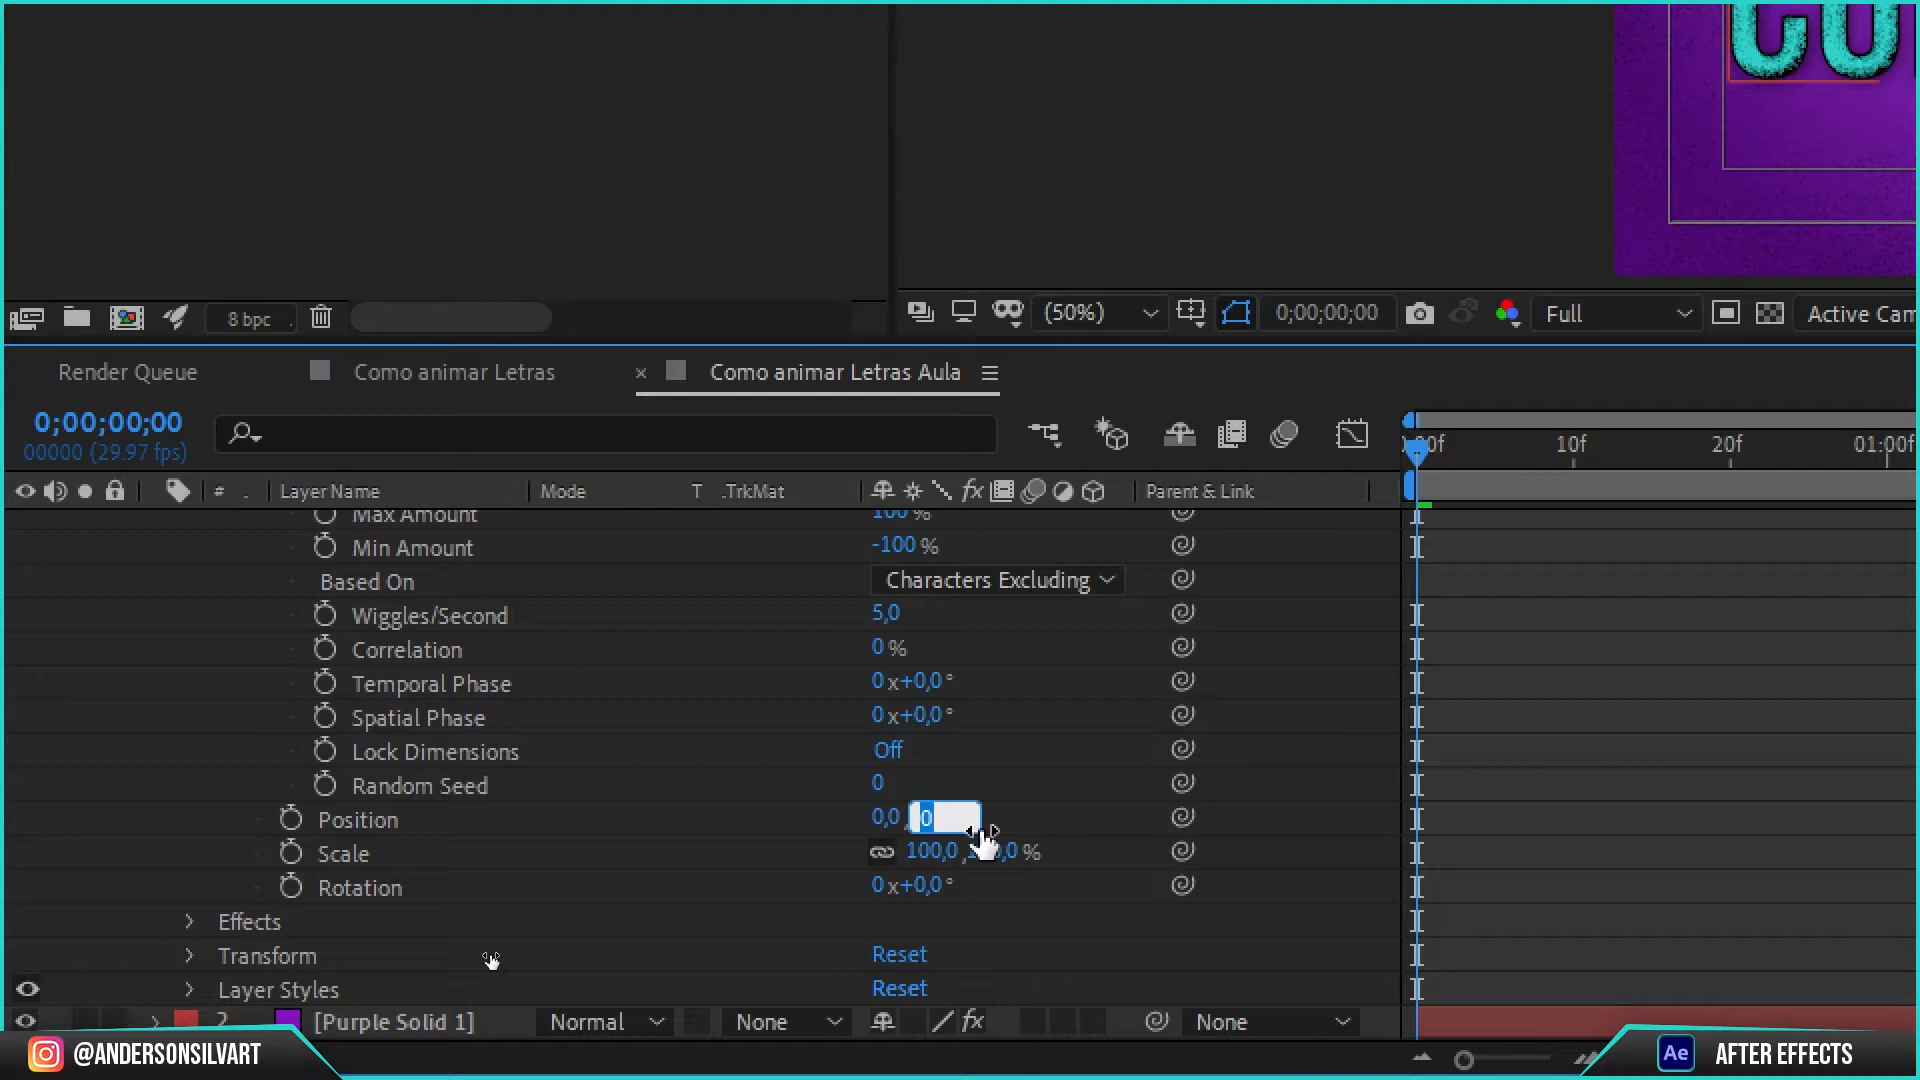 CO
8 bpc
(50%)
0;00;00;00
Full
Active Cam
Render Queue
Como animar Letras
× Como animar Letras Aula
0;00;00;00
00000 (29.97 fps)
10f
20f
01:00f
# . Layer Name
Mode
T .TrkMat
fx
Parent & Link
Max Amount 100 %
Min Amount -100 %
Based On Characters Excluding
Wiggles/Second 5,0
Correlation 0 %
Temporal Phase 0 x+0,0 °
Spatial Phase 0 x+0,0 °
Lock Dimensions Off
Random Seed 0
Position 0,0 , 0
Scale 100,0 , ,0 %
Rotation 0 x+0,0 °
Effects
Transform Reset
Layer Styles Reset
2 [Purple Solid 1] Normal None fx None
@ANDERSONSILVART
Ae AFTER EFFECTS